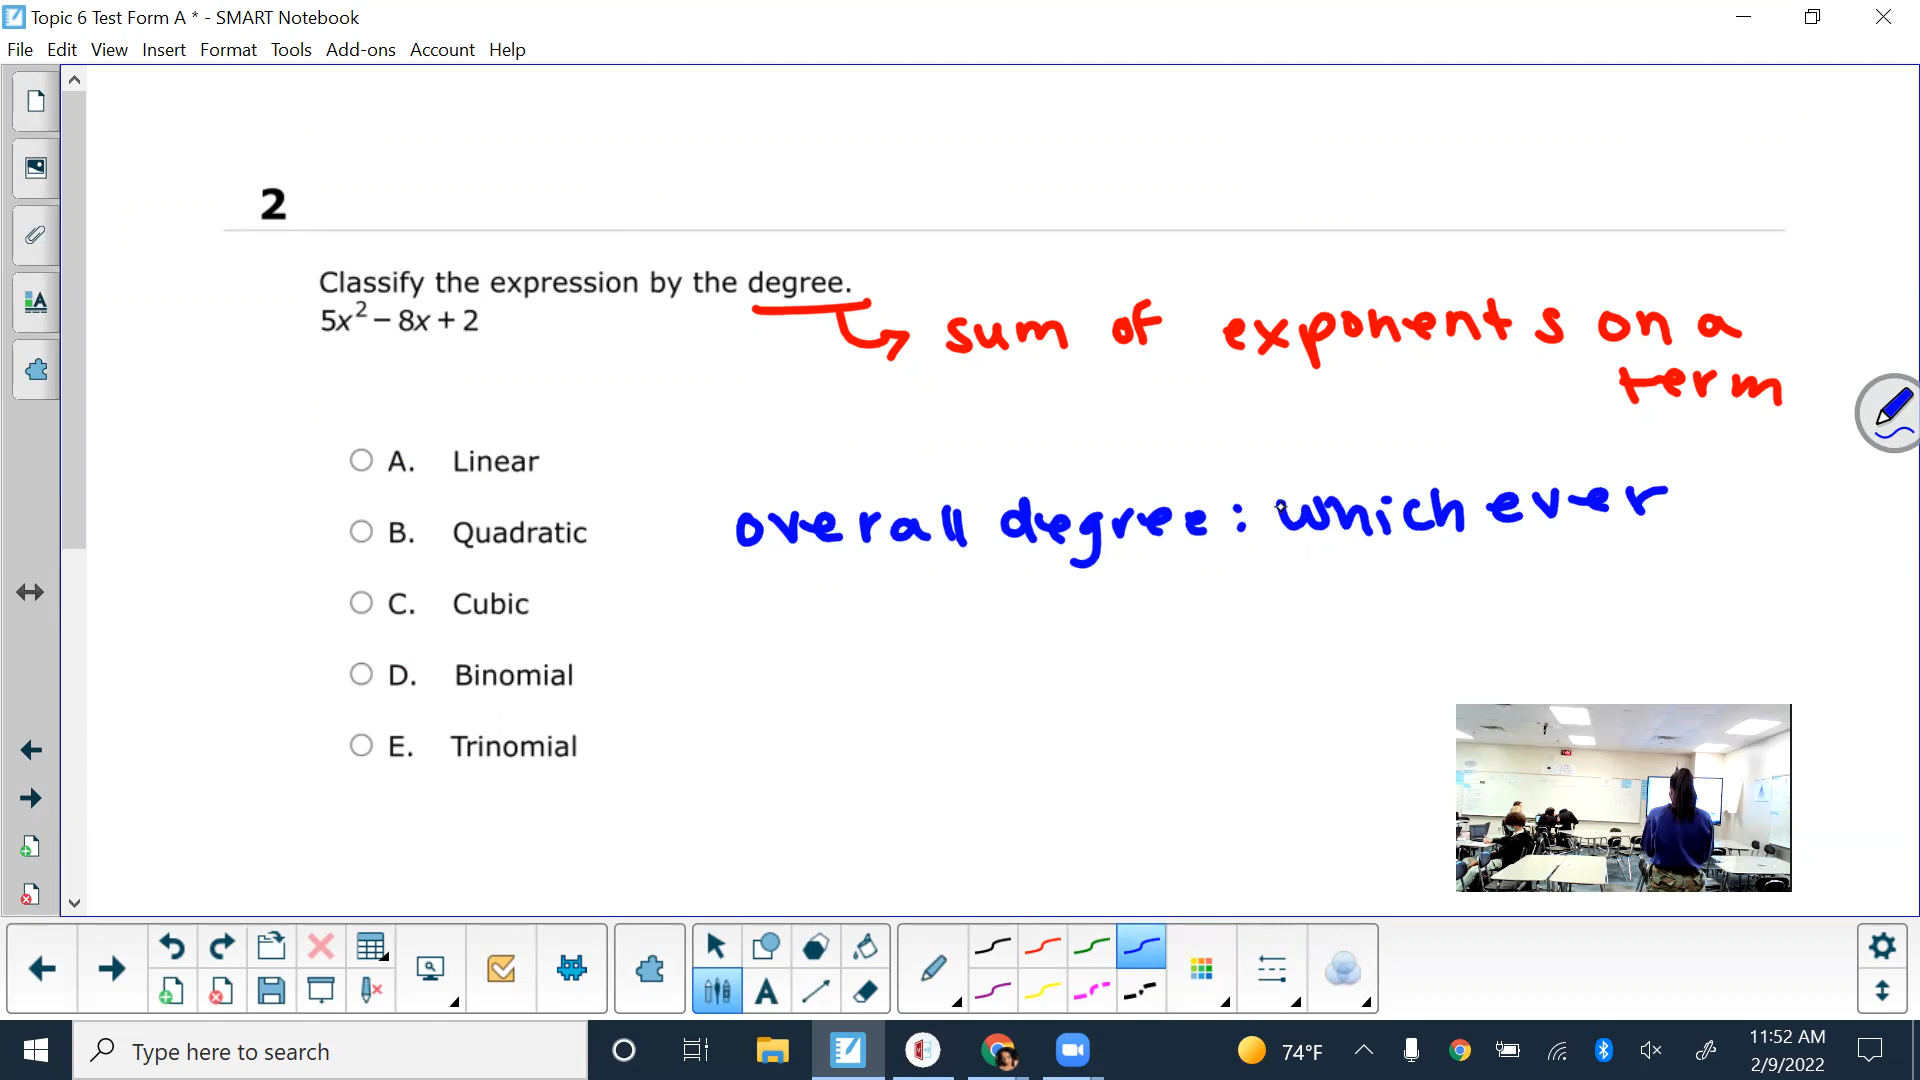 Topic 6 Test Form A * - SMART Notebook
File Edit View Insert Format Tools Add-ons Account Help
2
Classify the expression by the degree.
5x² – 8x + 2
sum of exponents on a
term
A. Linear
B. Quadratic
overall degree: which ever
C. Cubic
D. Binomial
E. Trinomial
Type here to search
74°F
11:52 AM
2/9/2022